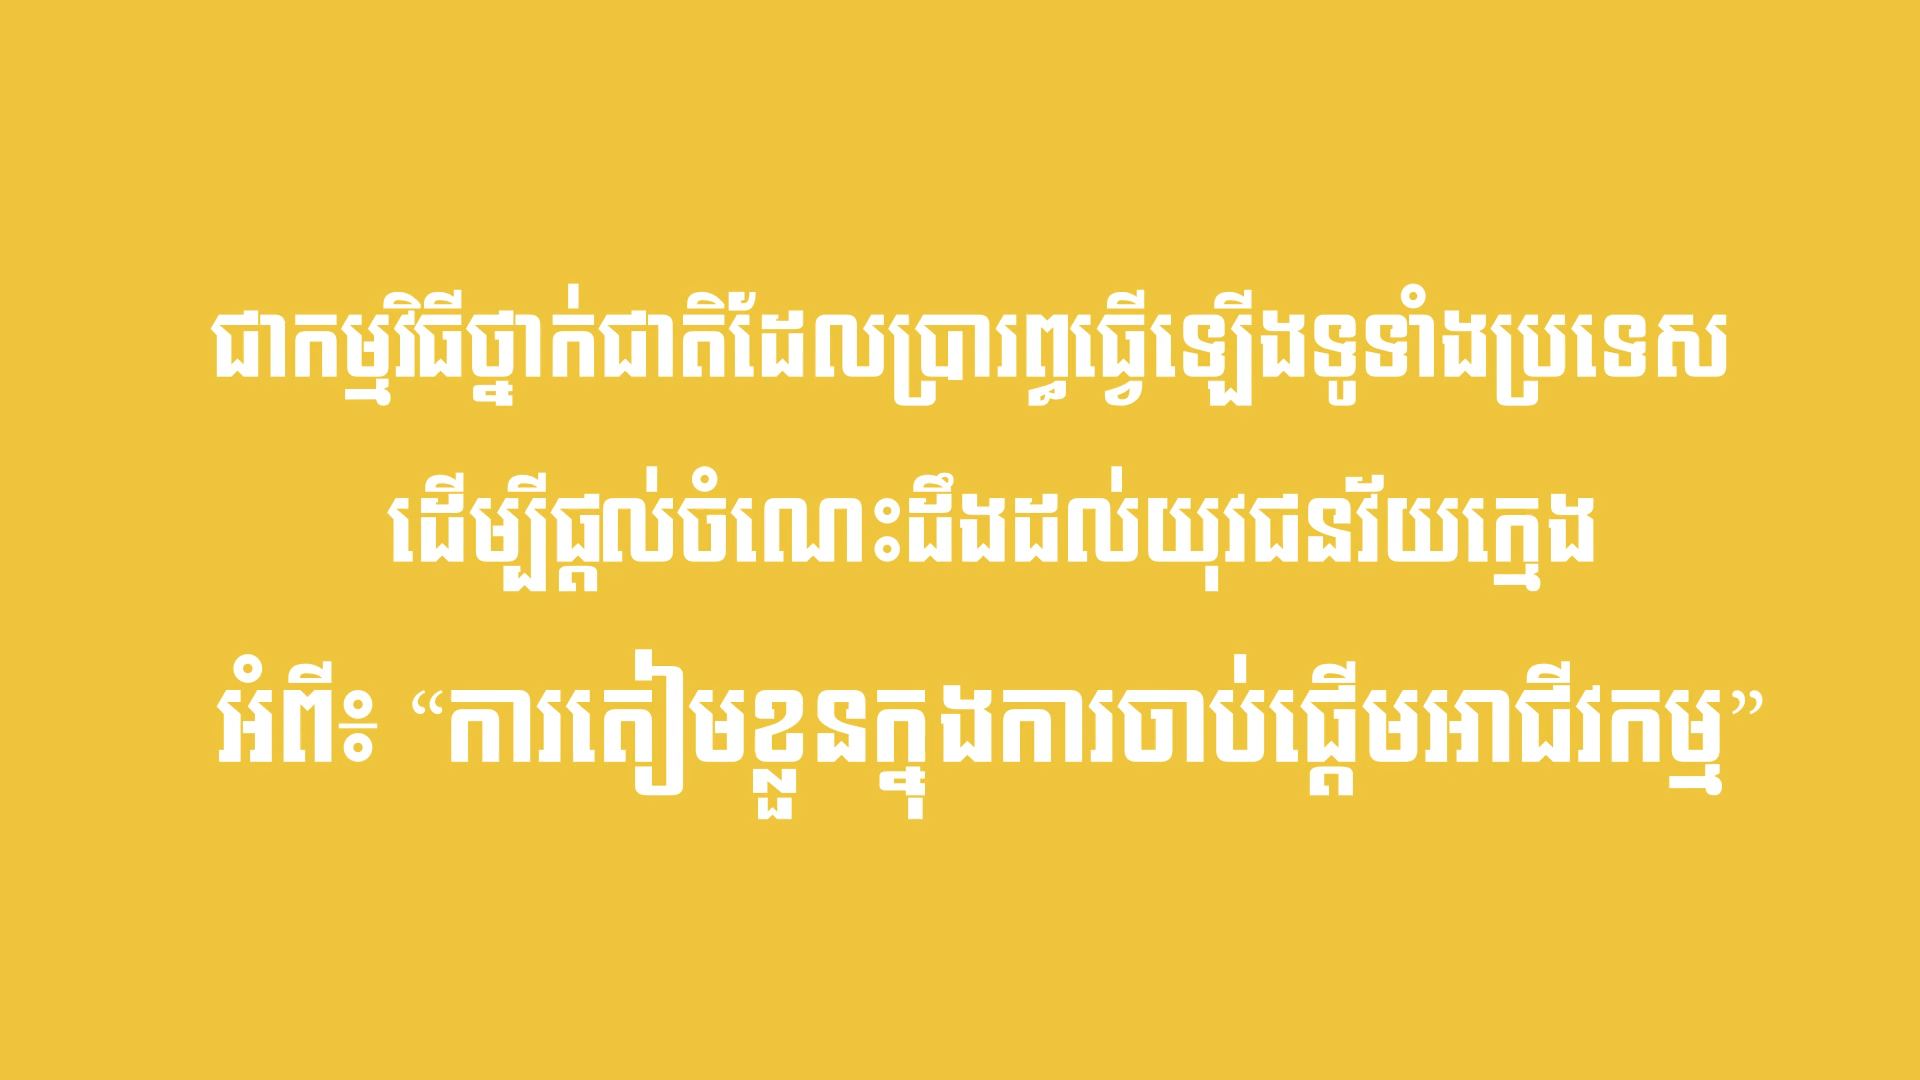 ជាកម្មវិធីថ្នាក់ជាតិដែលប្រារព្ធធ្វើឡើងទូទាំងប្រទេស
ដើម្បីផ្ដល់ចំណេះដឹងដល់យុវជនវ័យក្មេង
អំពី៖ “ការត្រៀមខ្លួនក្នុងការចាប់ផ្ដើមអាជីវកម្ម”